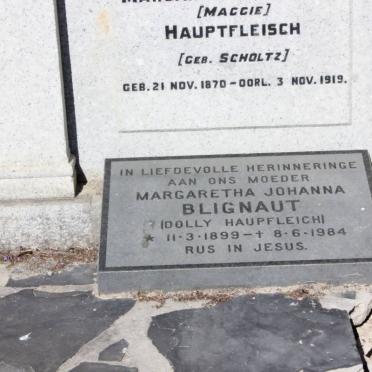 [MAGGIE]
HAUPTFLEISCH
[GEB. SCHOLTZ]
GEB. 21 NOV. 1870 – OORL. 3 NOV. 1919.
IN LIEFDEVOLLE HERINNERINGE
AAN ONS MOEDER
MARGARETHA JOHANNA
BLIGNAUT
(DOLLY HAUPFLEICH)
* 11-3-1899 – + 8-6-1984
RUS IN JESUS.